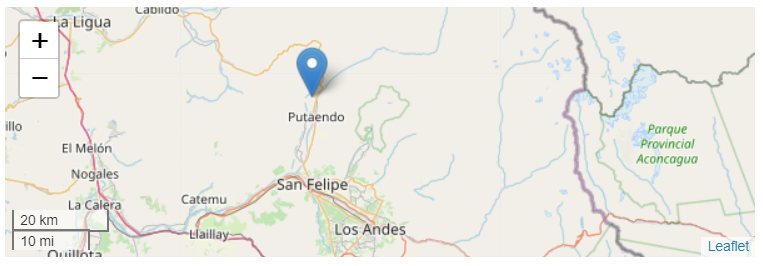 Cabildo
La Ligua
+
−
Putaendo
illo
El Melón
Parque
Provincial
Aconcagua
Nogales
San Felipe
La Calera
Catemu
20 km
10 mi
Llaillay
Los Andes
Quillota
Leaflet